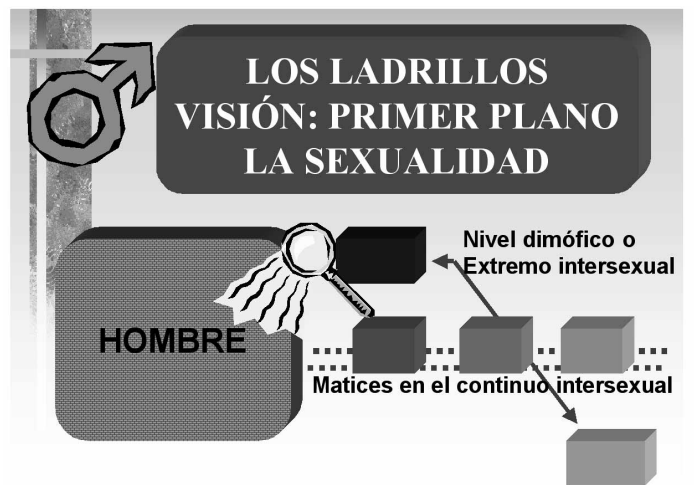 LOS LADRILLOS
VISIÓN: PRIMER PLANO
LA SEXUALIDAD
Nivel dimófico o
Extremo intersexual
HOMBRE
Matices en el continuo intersexual